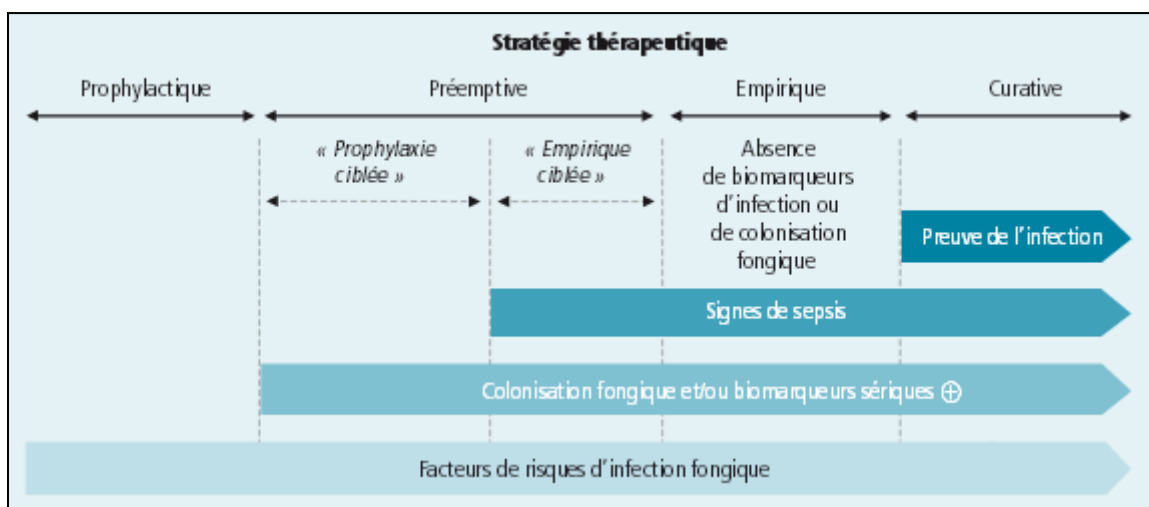 Stratégie thérapeutique
Prophylactique
Préemptive
Empirique
Curative
« Prophylaxie
ciblée »
« Empirique
ciblée »
Absence
de biomarqueurs
d'infection ou
de colonisation
fongique
Preuve de l'infection
Signes de sepsis
Colonisation fongique et/ou biomarqueurs sériques ⊕
Facteurs de risques d'infection fongique